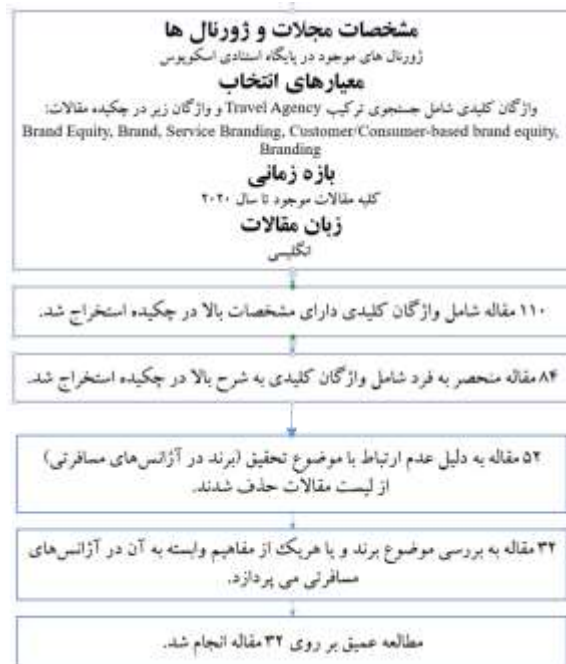 مشخصات مجلات و ژورنال ها
ژورنال های موجود در پایگاه استنادی اسکوپوس
معیارهای انتخاب
واژگان کلیدی شامل جستجوی ترکیب Travel Agency و واژگان زیر در چکیده مقالات:
Brand Equity, Brand, Service Branding, Customer/Consumer-based brand equity,
Branding
بازه زمانی
کلیه مقالات موجود تا سال ۲۰۲۰
زبان مقالات
انگلیسی
۱۱۰ مقاله شامل واژگان کلیدی دارای مشخصات بالا در چکیده استخراج شد.
۸۴ مقاله منحصر به فرد شامل واژگان کلیدی به شرح بالا در چکیده استخراج شد.
۵۲ مقاله به دلیل عدم ارتباط با موضوع تحقیق (برند در آژانس‌های مسافرتی)
از لیست مقالات حذف شدند.
۳۲ مقاله به بررسی موضوع برند و یا هریک از مفاهیم وابسته به آن در آژانس‌های
مسافرتی می پردازد.
مطالعه عمیق بر روی ۳۲ مقاله انجام شد.